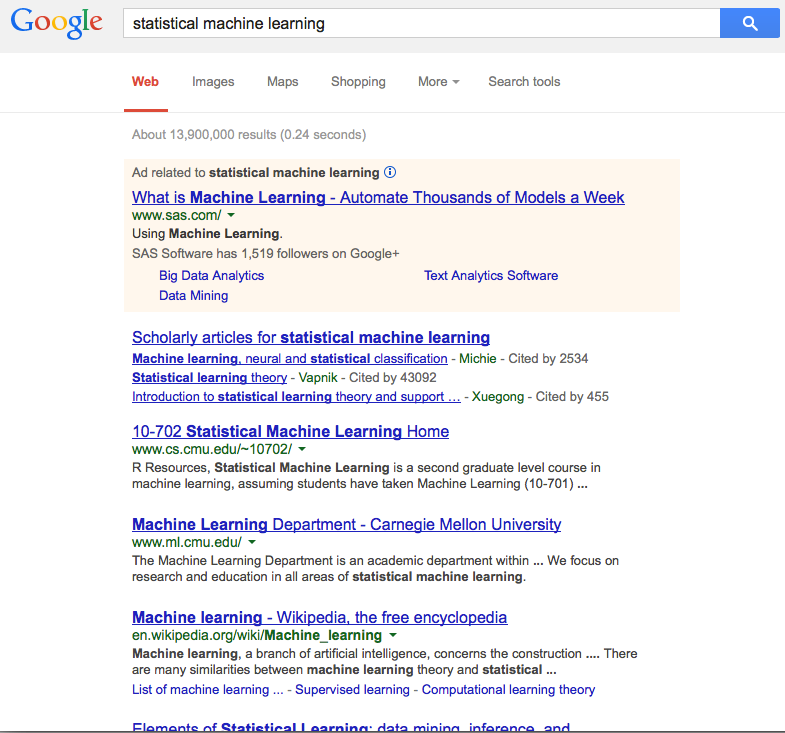 Google
statistical machine learning
Web Images Maps Shopping More Search tools
About 13,900,000 results (0.24 seconds)
Ad related to statistical machine learning
What is Machine Learning - Automate Thousands of Models a Week
www.sas.com/
Using Machine Learning.
SAS Software has 1,519 followers on Google+
Big Data Analytics Text Analytics Software
Data Mining
Scholarly articles for statistical machine learning
Machine learning, neural and statistical classification - Michie - Cited by 2534
Statistical learning theory - Vapnik - Cited by 43092
Introduction to statistical learning theory and support … - Xuegong - Cited by 455
10-702 Statistical Machine Learning Home
www.cs.cmu.edu/~10702/
R Resources, Statistical Machine Learning is a second graduate level course in
machine learning, assuming students have taken Machine Learning (10-701) ...
Machine Learning Department - Carnegie Mellon University
www.ml.cmu.edu/
The Machine Learning Department is an academic department within ... We focus on
research and education in all areas of statistical machine learning.
Machine learning - Wikipedia, the free encyclopedia
en.wikipedia.org/wiki/Machine_learning
Machine learning, a branch of artificial intelligence, concerns the construction .... There
are many similarities between machine learning theory and statistical ...
List of machine learning ... - Supervised learning - Computational learning theory
Elements of Statistical Learning: data mining, inference, and